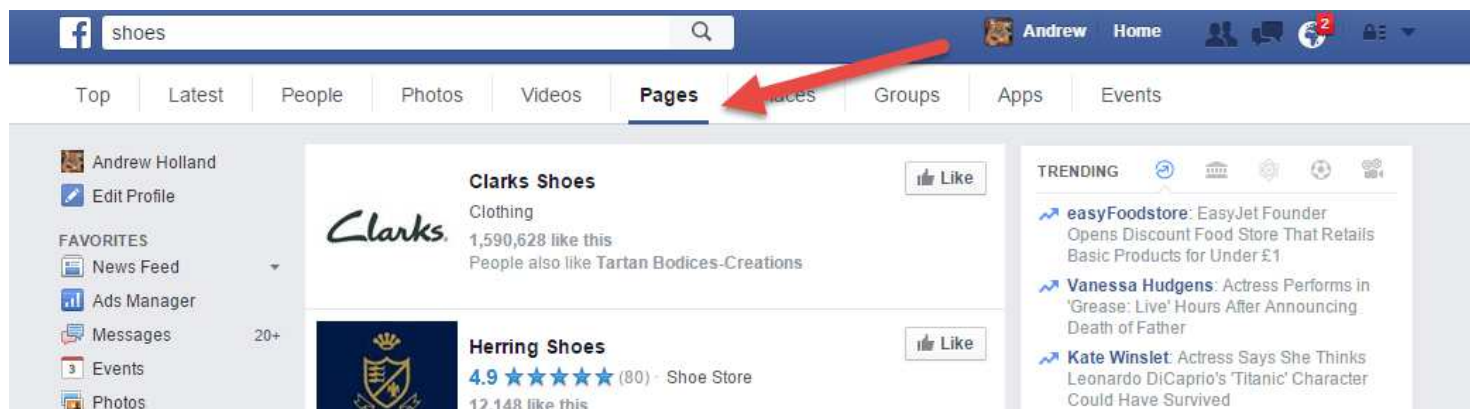 shoes
Andrew Home 2
Top Latest People Photos Videos Pages Groups Apps Events
Andrew Holland
Edit Profile
FAVORITES
News Feed
Ads Manager
Messages 20+
3 Events
Photos
Clarks Shoes
Like
Clarks.
Clothing
1,590,628 like this
People also like Tartan Bodices-Creations
Herring Shoes
Like
4.9 ★★★★★ (80) · Shoe Store
12,148 like this
TRENDING
easyFoodstore: EasyJet Founder
Opens Discount Food Store That Retails
Basic Products for Under £1
Vanessa Hudgens: Actress Performs in
'Grease: Live' Hours After Announcing
Death of Father
Kate Winslet: Actress Says She Thinks
Leonardo DiCaprio's 'Titanic' Character
Could Have Survived